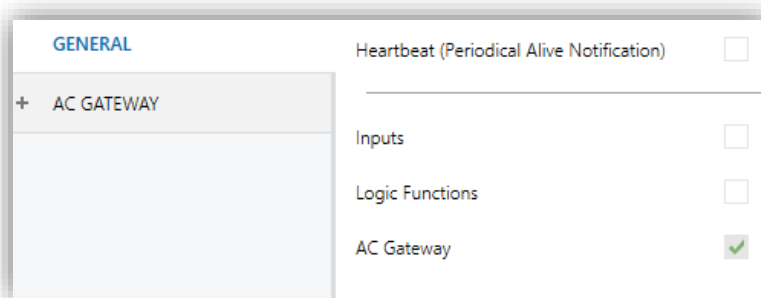 GENERAL
+ AC GATEWAY
Heartbeat (Periodical Alive Notification)
Inputs
Logic Functions
AC Gateway